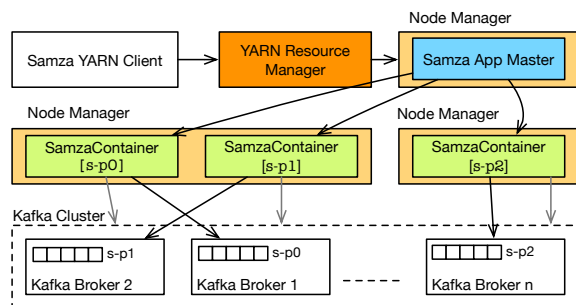 Node Manager
Samza YARN Client
YARN Resource
Manager
Samza App Master
Node Manager
Node Manager
SamzaContainer
[s-p0]
SamzaContainer
[s-p1]
SamzaContainer
[s-p2]
Kafka Cluster
s-p1
Kafka Broker 2
s-p0
Kafka Broker 1
s-p2
Kafka Broker n